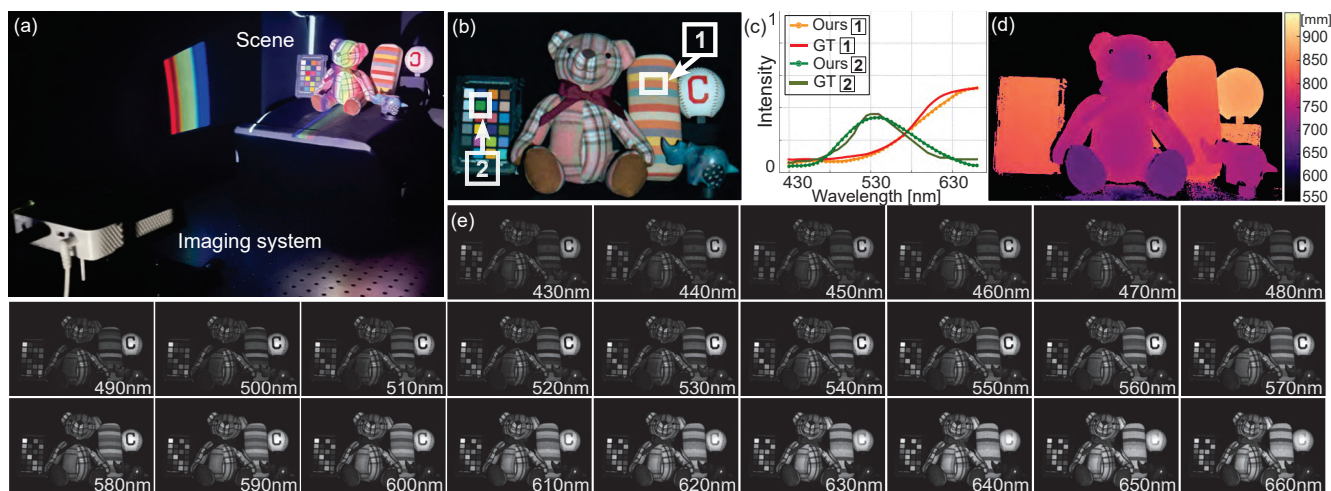 (a)
Scene
Imaging system
(b)
1
2
C
(c)
1
Intensity
0
Ours 1
GT 1
Ours 2
GT 2
430 530 630
Wavelength [nm]
(d)
[mm]
900
850
800
750
700
650
600
550
(e)
C C C C C C
430nm 440nm 450nm 460nm 470nm 480nm
C C C C C C C C C
490nm 500nm 510nm 520nm 530nm 540nm 550nm 560nm 570nm
C C C C C C C C C
580nm 590nm 600nm 610nm 620nm 630nm 640nm 650nm 660nm